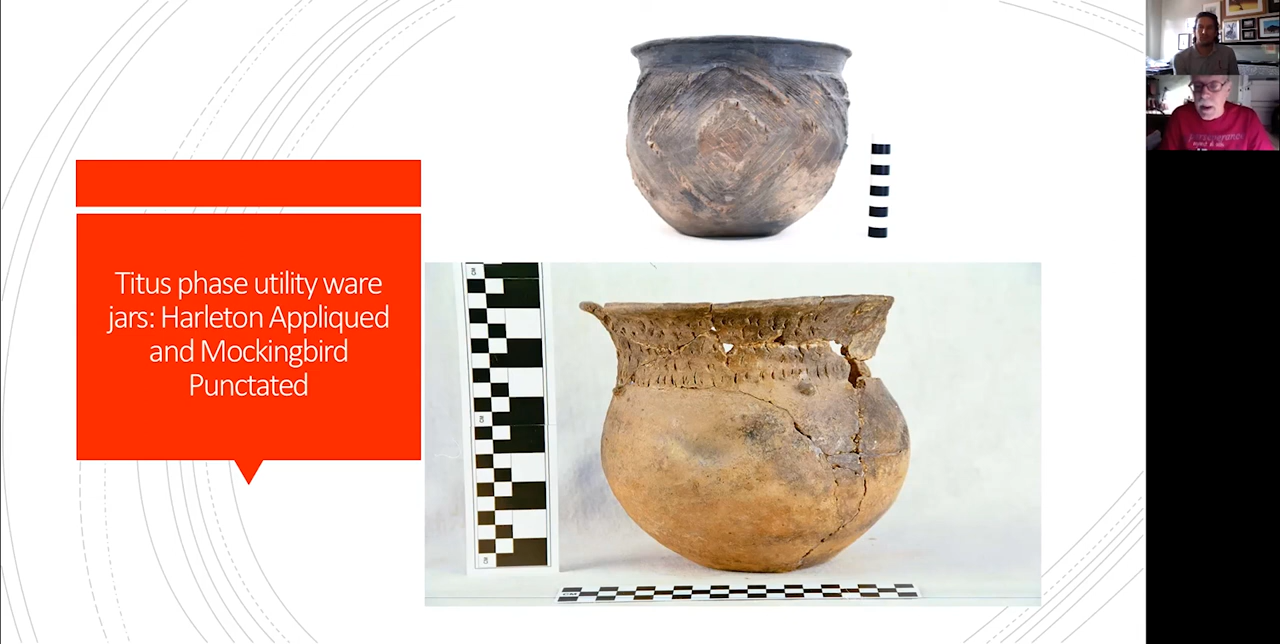 Titus phase utility ware
jars: Harleton Appliqued
and Mockingbird
Punctated